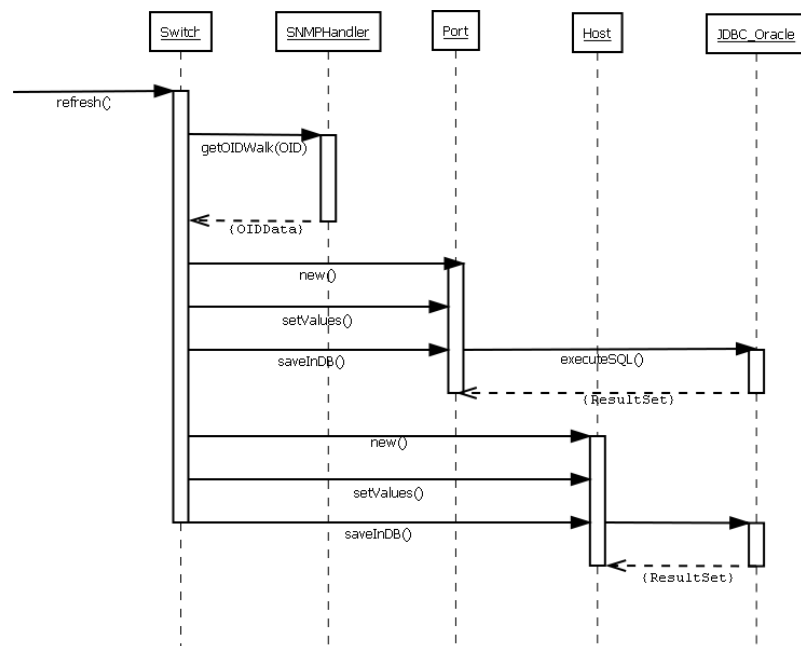 Switch
SNMPHandler
Port
Host
JDBC_Oracle
refresh()
getOIDWalk(OID)
{OIDData}
new()
setValues()
saveInDB()
executeSQL()
{ResultSet}
new()
setValues()
saveInDB()
{ResultSet}